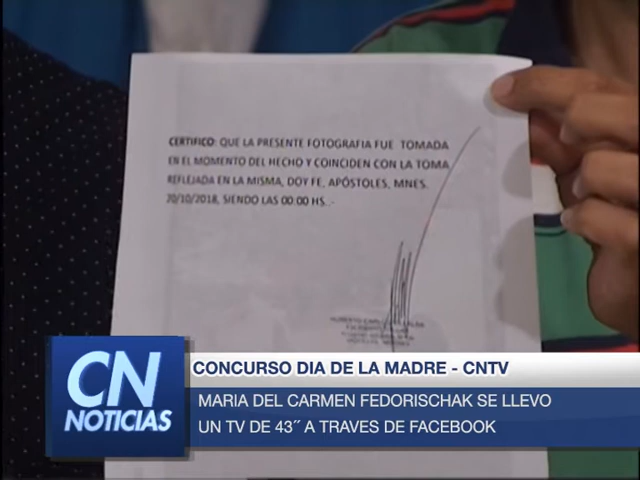 CERTIFICO: QUE LA PRESENTE FOTOGRAFIA FUE TOMADA
EN EL MOMENTO DEL HECHO Y COINCIDEN CON LA TOMA
REFLEJADA EN LA MISMA, DOY FE, APÓSTOLES, MNES.
20/10/2018, SIENDO LAS 00:00 HS.-
CN
NOTICIAS
CONCURSO DIA DE LA MADRE - CNTV
MARIA DEL CARMEN FEDORISCHAK SE LLEVO
UN TV DE 43´´ A TRAVES DE FACEBOOK